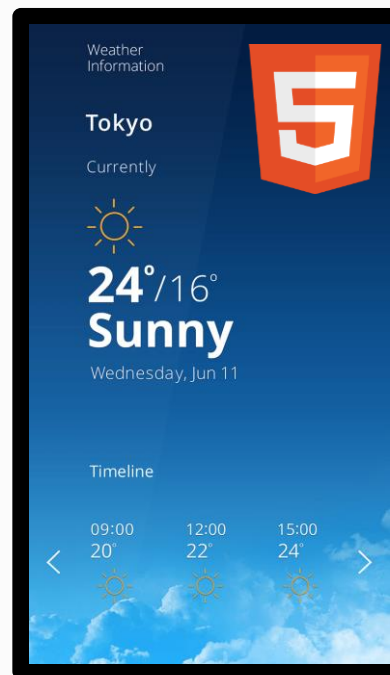 Weather
Information
Tokyo
Currently
24°/16°
Sunny
Wednesday, Jun 11
Timeline
09:00 12:00 15:00
20° 22° 24°